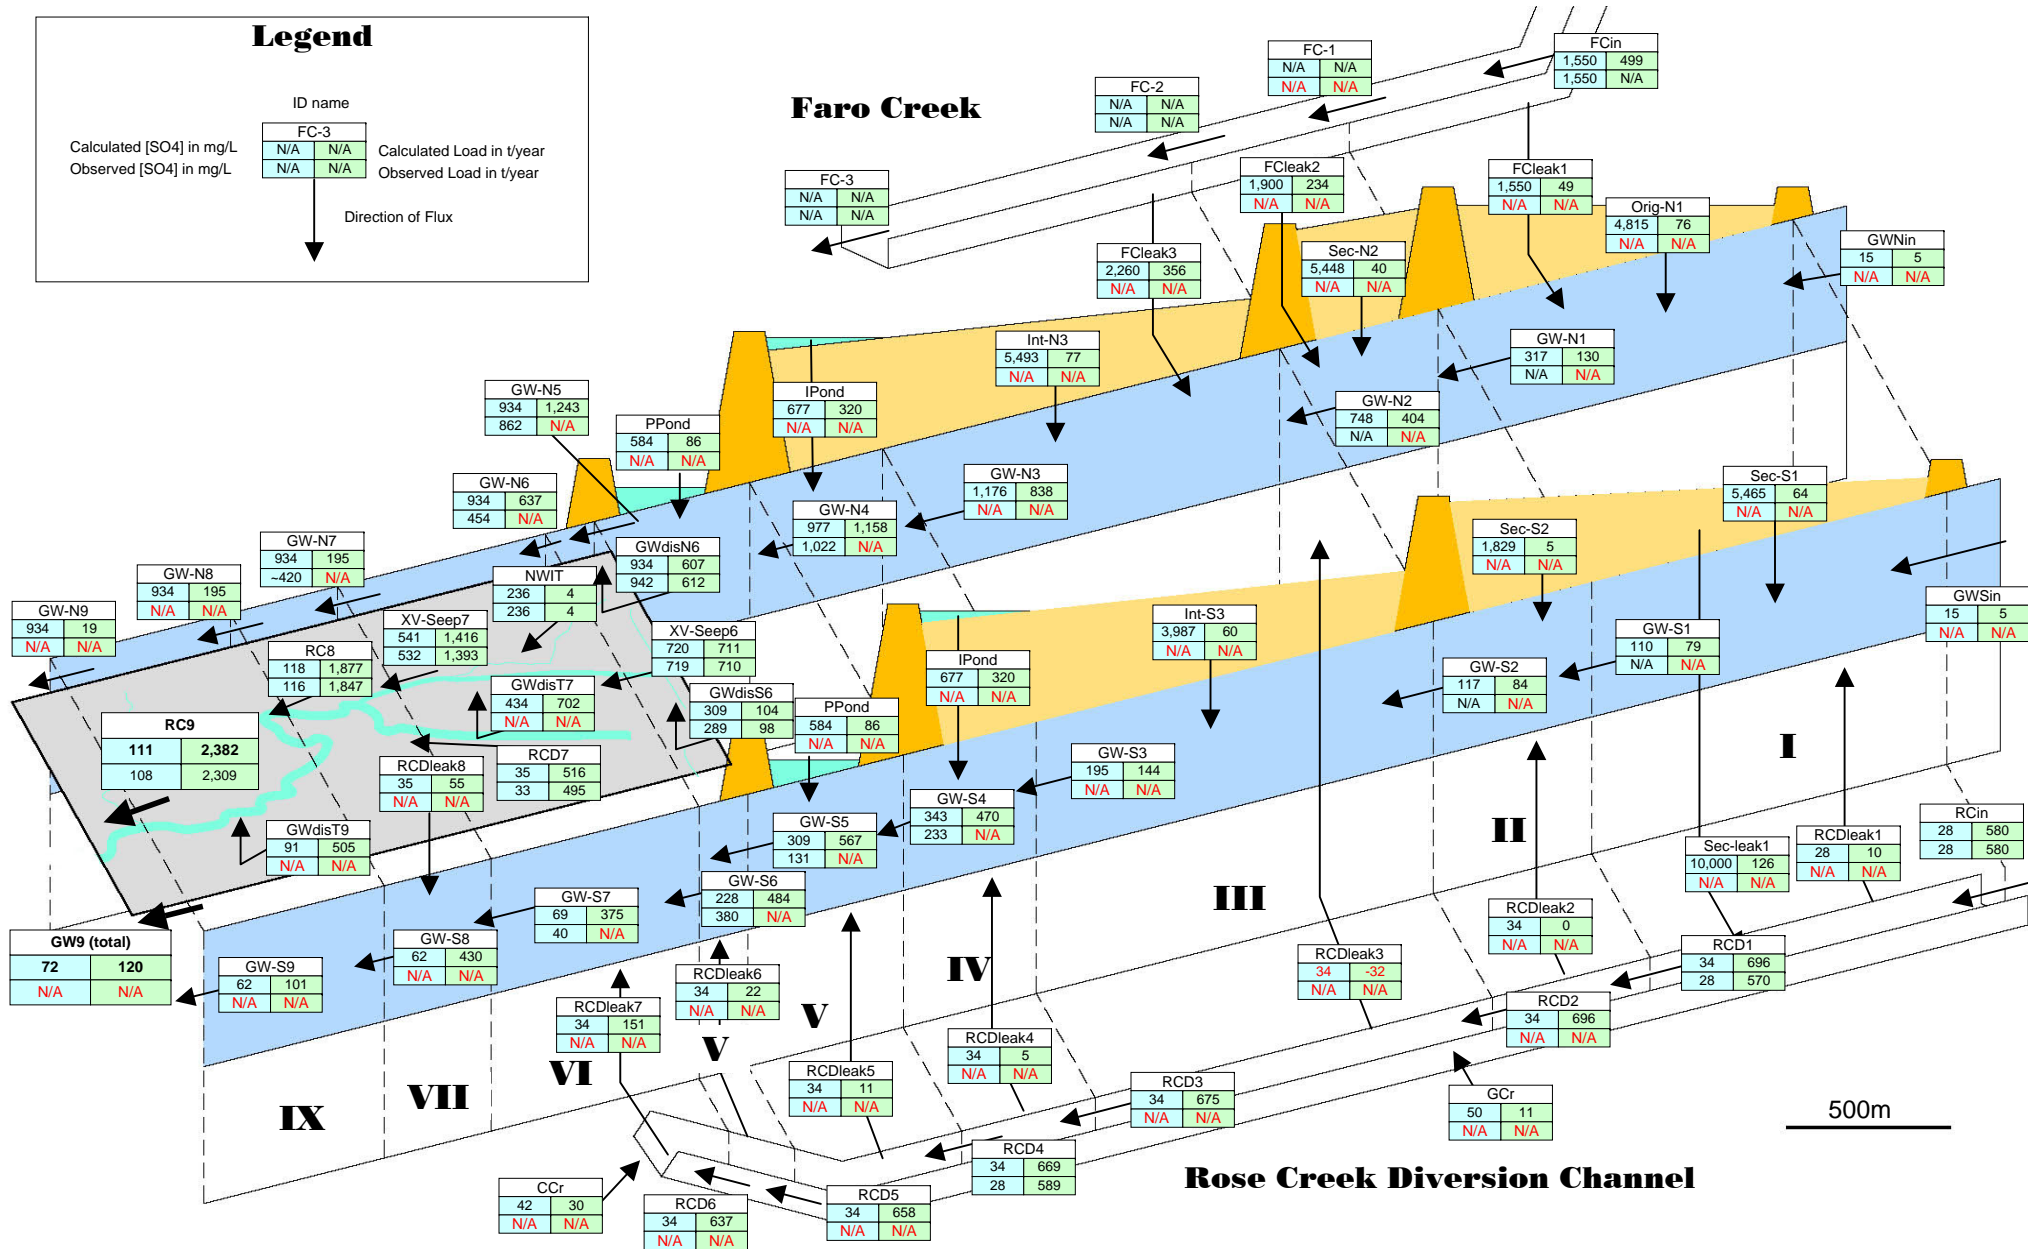 Legend
ID name
FC-3
Calculated [SO4] in mg/L N/A N/A Calculated Load in t/year
Observed [SO4] in mg/L N/A N/A Observed Load in t/year
Direction of Flux
Faro Creek
FCin
1,550 499
1,550 N/A
FC-1
N/A N/A
N/A N/A
FC-2
N/A N/A
N/A N/A
FC-3
N/A N/A
N/A N/A
FCleak2
1,900 234
N/A N/A
FCleak1
1,550 49
N/A N/A
Orig-N1
4,815 76
N/A N/A
GWNin
15 5
N/A N/A
FCleak3
2,260 356
N/A N/A
Sec-N2
5,448 40
N/A N/A
Int-N3
5,493 77
N/A N/A
GW-N1
317 130
N/A N/A
GW-N5
934 1,243
862 N/A
IPond
677 320
N/A N/A
GW-N2
748 404
N/A N/A
PPond
584 86
N/A N/A
GW-N6
934 637
454 N/A
GW-N3
1,176 838
N/A N/A
Sec-S1
5,465 64
N/A N/A
GW-N4
977 1,158
1,022 N/A
Sec-S2
1,829 5
N/A N/A
GW-N7
934 195
~420 N/A
GWdisN6
934 607
942 612
GW-N8
934 195
N/A N/A
NWIT
236 4
236 4
GW-N9
934 19
N/A N/A
GWSin
15 5
N/A N/A
XV-Seep7
541 1,416
532 1,393
XV-Seep6
720 711
719 710
Int-S3
3,987 60
N/A N/A
GW-S1
110 79
N/A N/A
RC8
118 1,877
116 1,847
IPond
677 320
N/A N/A
GW-S2
117 84
N/A N/A
GWdisT7
434 702
N/A N/A
GWdisS6
309 104
289 98
PPond
584 86
N/A N/A
RC9
111 2,382
108 2,309
I
RCD7
35 516
33 495
RCDleak8
35 55
N/A N/A
GW-S3
195 144
N/A N/A
GW-S4
343 470
233 N/A
GW-S5
309 567
131 N/A
II
RCin
28 580
28 580
RCDleak1
28 10
N/A N/A
Sec-leak1
10,000 126
N/A N/A
GWdisT9
91 505
N/A N/A
GW-S6
228 484
380 N/A
GW-S7
69 375
40 N/A
III
RCDleak2
34 0
N/A N/A
GW9 (total)
72 120
N/A N/A
GW-S8
62 430
N/A N/A
GW-S9
62 101
N/A N/A
RCDleak3
34 -32
N/A N/A
RCD1
34 696
28 570
IV
RCDleak6
34 22
N/A N/A
RCDleak7
34 151
N/A N/A
RCD2
34 696
N/A N/A
V
V
RCDleak4
34 5
N/A N/A
VI
RCDleak5
34 11
N/A N/A
RCD3
34 675
N/A N/A
VII
GCr
50 11
N/A N/A
IX
500m
RCD4
34 669
28 589
Rose Creek Diversion Channel
CCr
42 30
N/A N/A
RCD5
34 658
N/A N/A
RCD6
34 637
N/A N/A